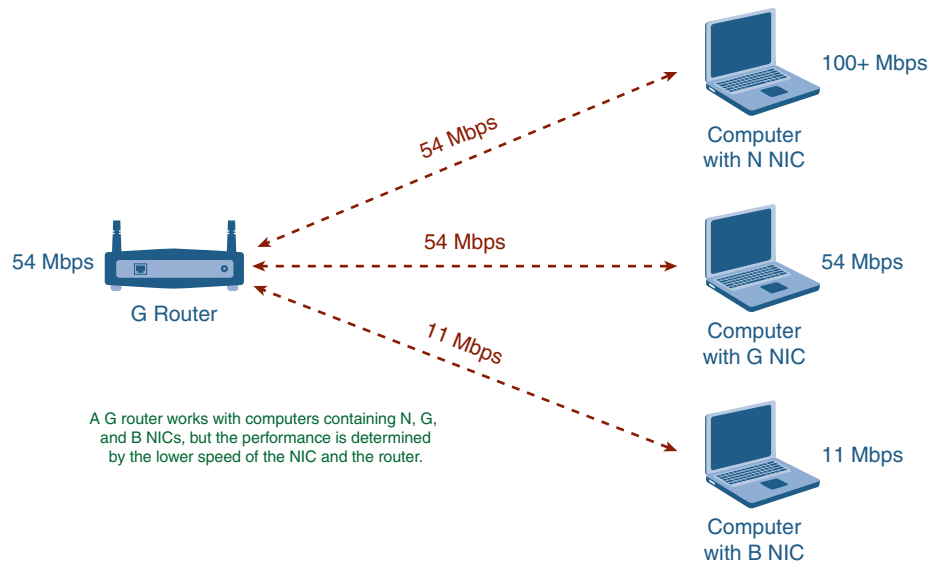 100+ Mbps
54 Mbps
Computer
with N NIC
54 Mbps
54 Mbps
54 Mbps
G Router
Computer
with G NIC
11 Mbps
A G router works with computers containing N, G,
and B NICs, but the performance is determined
by the lower speed of the NIC and the router.
11 Mbps
Computer
with B NIC